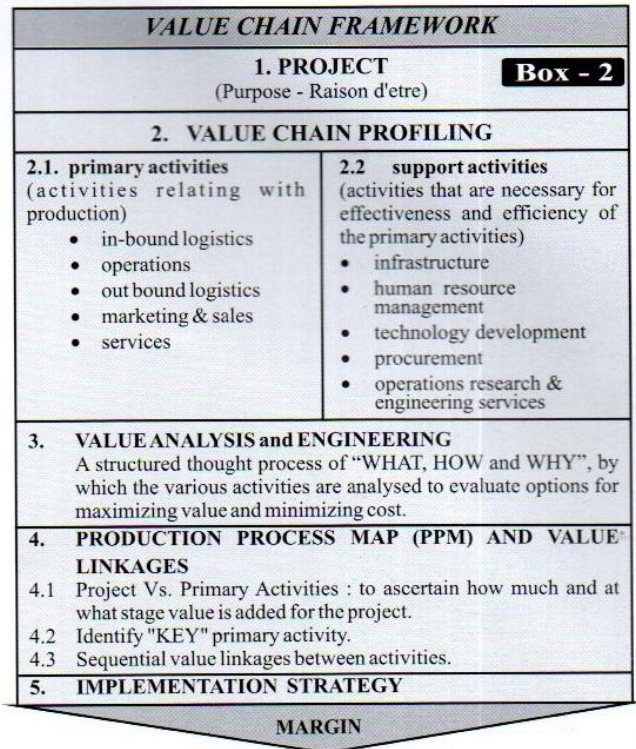 VALUE CHAIN FRAMEWORK
1. PROJECT
Box - 2
(Purpose - Raison d'etre)
2. VALUE CHAIN PROFILING
2.1. primary activities
(activities relating with
production)
• in-bound logistics
• operations
• out bound logistics
• marketing & sales
• services
2.2 support activities
(activities that are necessary for
effectiveness and efficiency of
the primary activities)
• infrastructure
• human resource
management
• technology development
• procurement
• operations research &
engineering services
3. VALUE ANALYSIS and ENGINEERING
A structured thought process of “WHAT, HOW and WHY”, by
which the various activities are analysed to evaluate options for
maximizing value and minimizing cost.
4. PRODUCTION PROCESS MAP (PPM) AND VALUE
LINKAGES
4.1 Project Vs. Primary Activities : to ascertain how much and at
what stage value is added for the project.
4.2 Identify "KEY" primary activity.
4.3 Sequential value linkages between activities.
5. IMPLEMENTATION STRATEGY
MARGIN